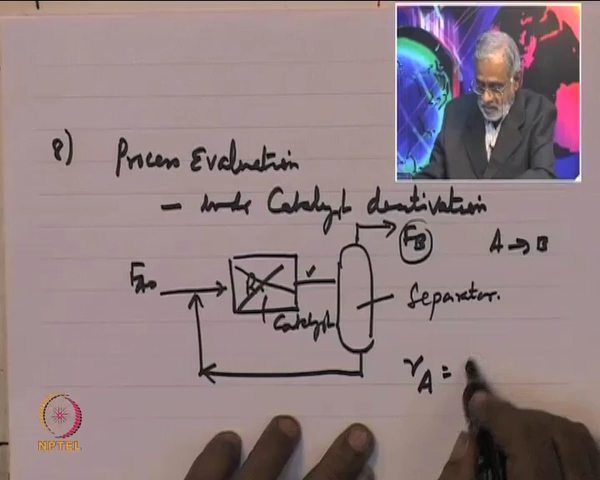 8) Process Evaluation
— under Catalyst deactivation
FB A → B
FA0 R
Catalyst Separator.
rA =
NPTEL